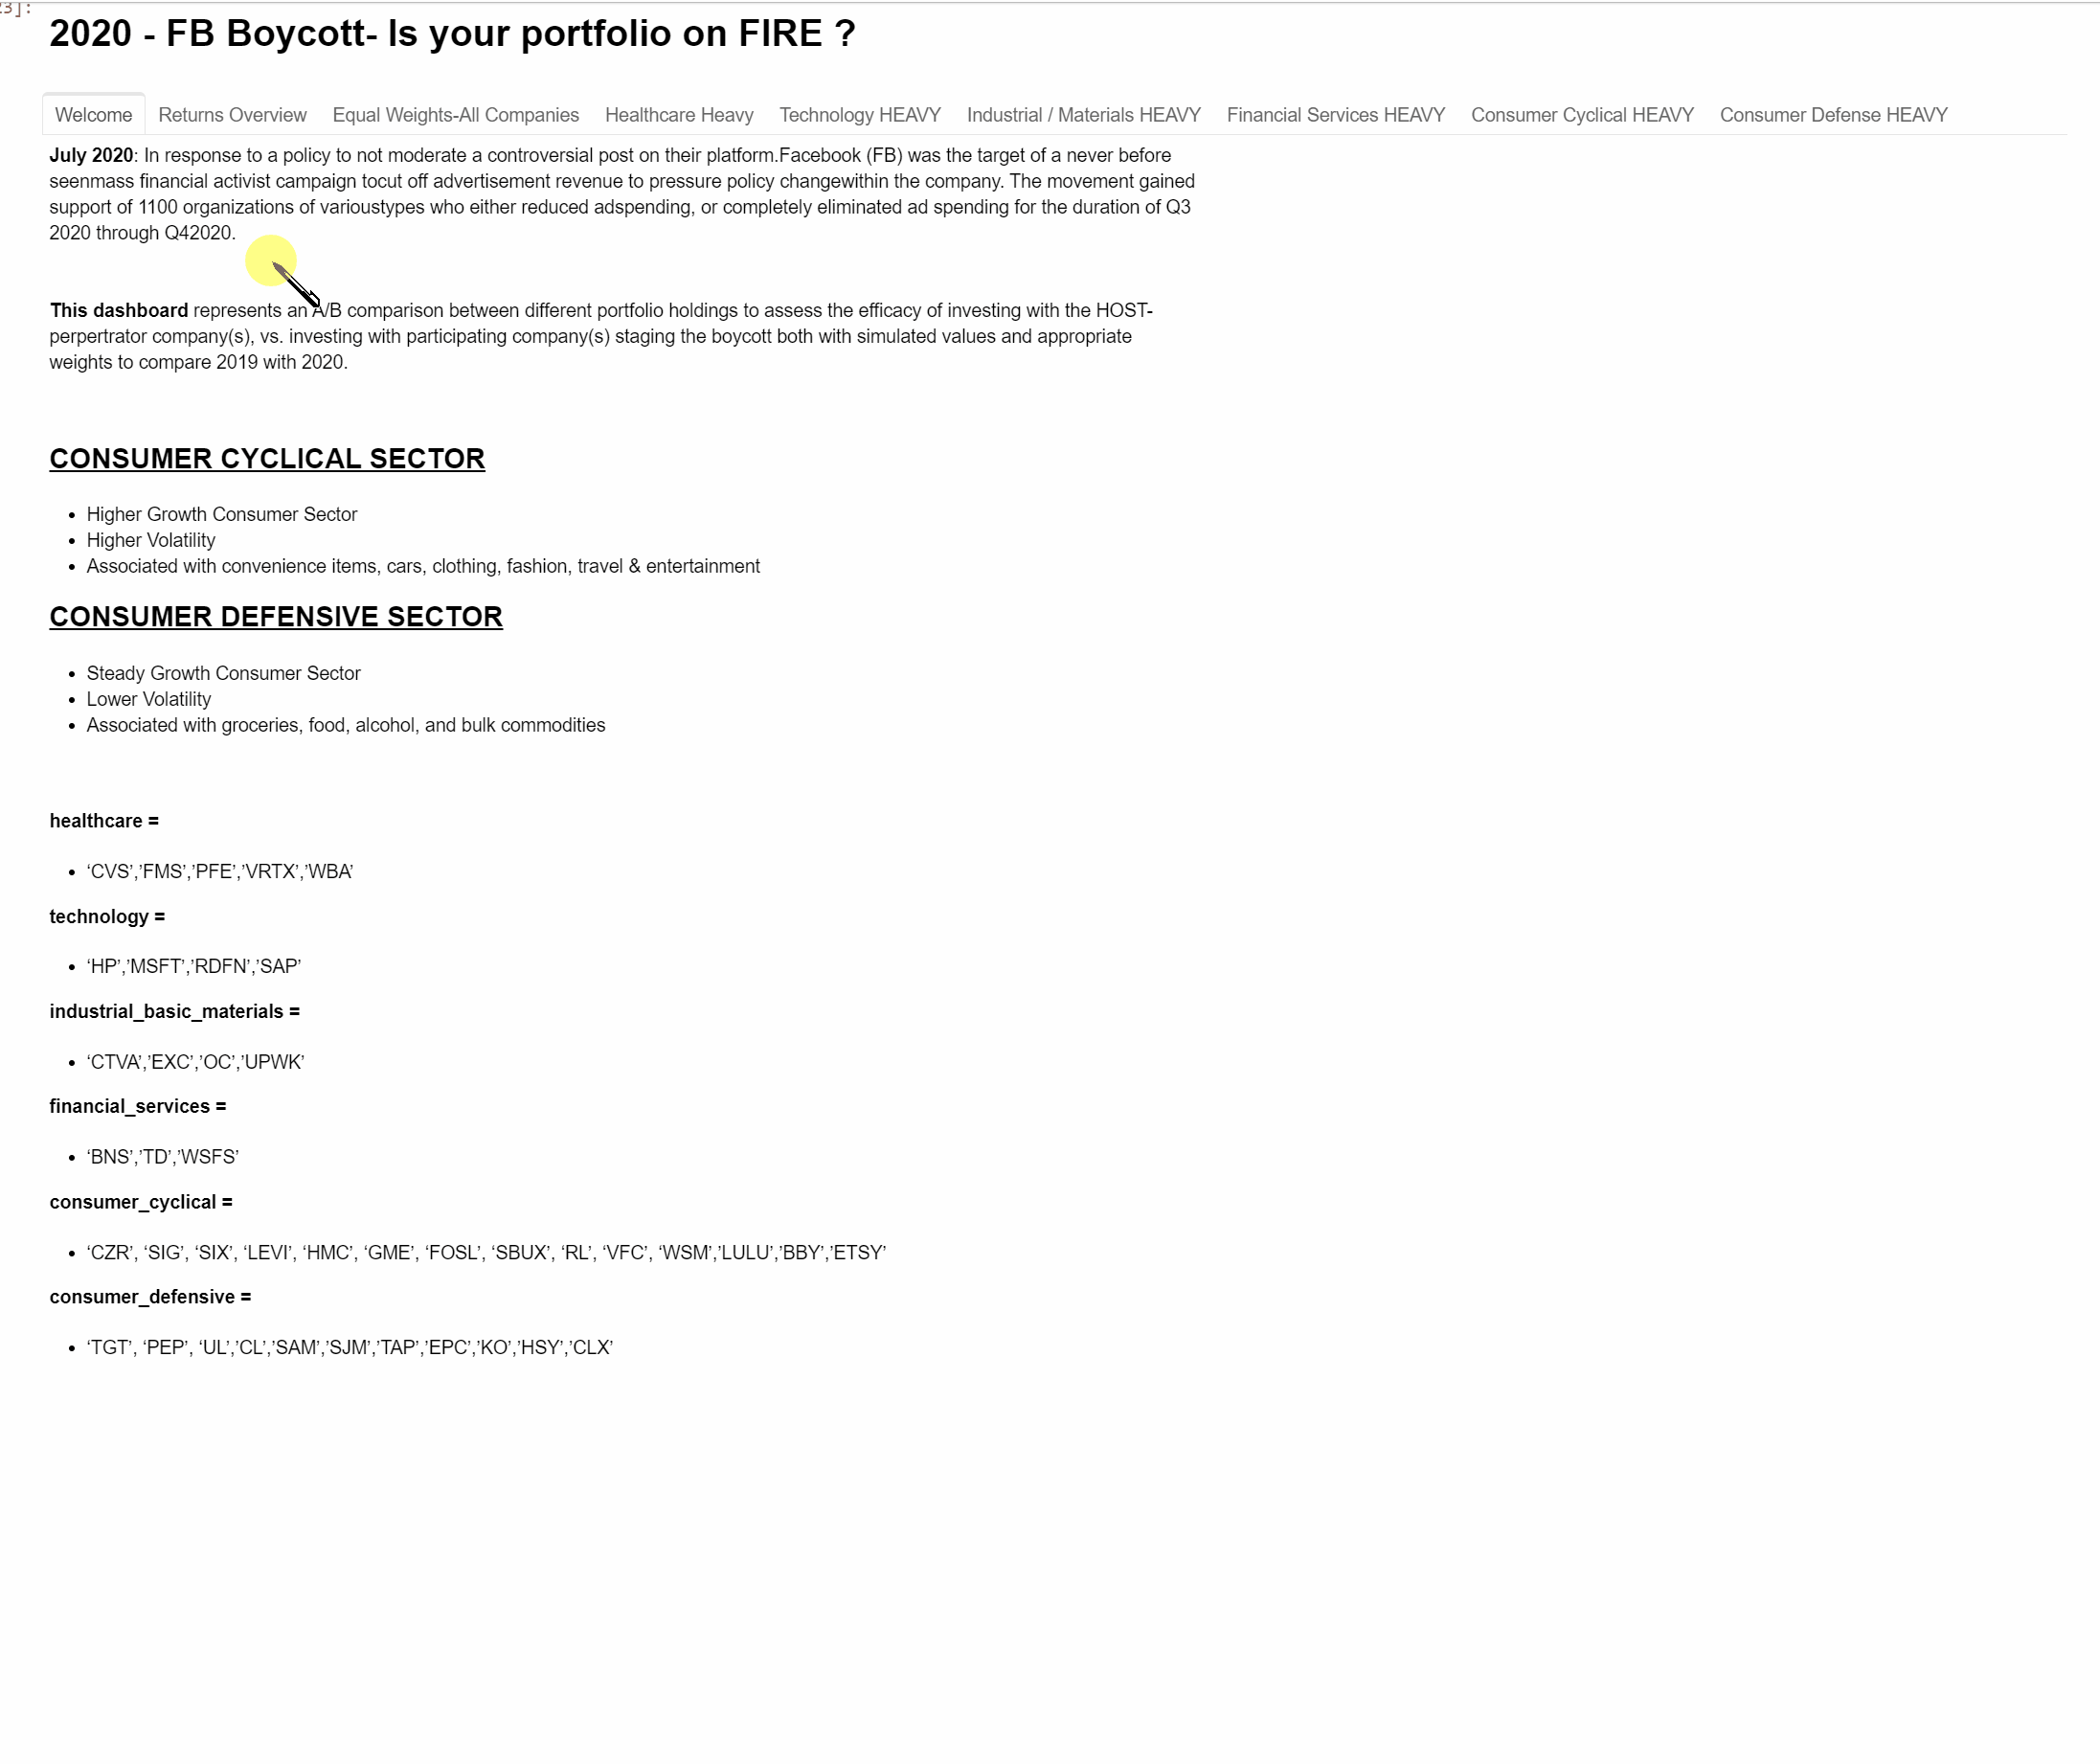 23]:
2020 - FB Boycott- Is your portfolio on FIRE ?
Welcome Returns Overview Equal Weights-All Companies Healthcare Heavy Technology HEAVY Industrial / Materials HEAVY Financial Services HEAVY Consumer Cyclical HEAVY Consumer Defense HEAVY
July 2020: In response to a policy to not moderate a controversial post on their platform.Facebook (FB) was the target of a never before
seenmass financial activist campaign tocut off advertisement revenue to pressure policy changewithin the company. The movement gained
support of 1100 organizations of varioustypes who either reduced adspending, or completely eliminated ad spending for the duration of Q3
2020 through Q42020.
This dashboard represents an A/B comparison between different portfolio holdings to assess the efficacy of investing with the HOST-
perpertrator company(s), vs. investing with participating company(s) staging the boycott both with simulated values and appropriate
weights to compare 2019 with 2020.
CONSUMER CYCLICAL SECTOR
• Higher Growth Consumer Sector
• Higher Volatility
• Associated with convenience items, cars, clothing, fashion, travel & entertainment
CONSUMER DEFENSIVE SECTOR
• Steady Growth Consumer Sector
• Lower Volatility
• Associated with groceries, food, alcohol, and bulk commodities
healthcare =
• ‘CVS’,’FMS’,’PFE’,’VRTX’,’WBA’
technology =
• ‘HP’,’MSFT’,’RDFN’,’SAP’
industrial_basic_materials =
• ‘CTVA’,’EXC’,’OC’,’UPWK’
financial_services =
• ‘BNS’,’TD’,’WSFS’
consumer_cyclical =
• ‘CZR’, ‘SIG’, ‘SIX’, ‘LEVI’, ‘HMC’, ‘GME’, ‘FOSL’, ‘SBUX’, ‘RL’, ‘VFC’, ‘WSM’,’LULU’,’BBY’,’ETSY’
consumer_defensive =
• ‘TGT’, ‘PEP’, ‘UL’,’CL’,’SAM’,’SJM’,’TAP’,’EPC’,’KO’,’HSY’,’CLX’